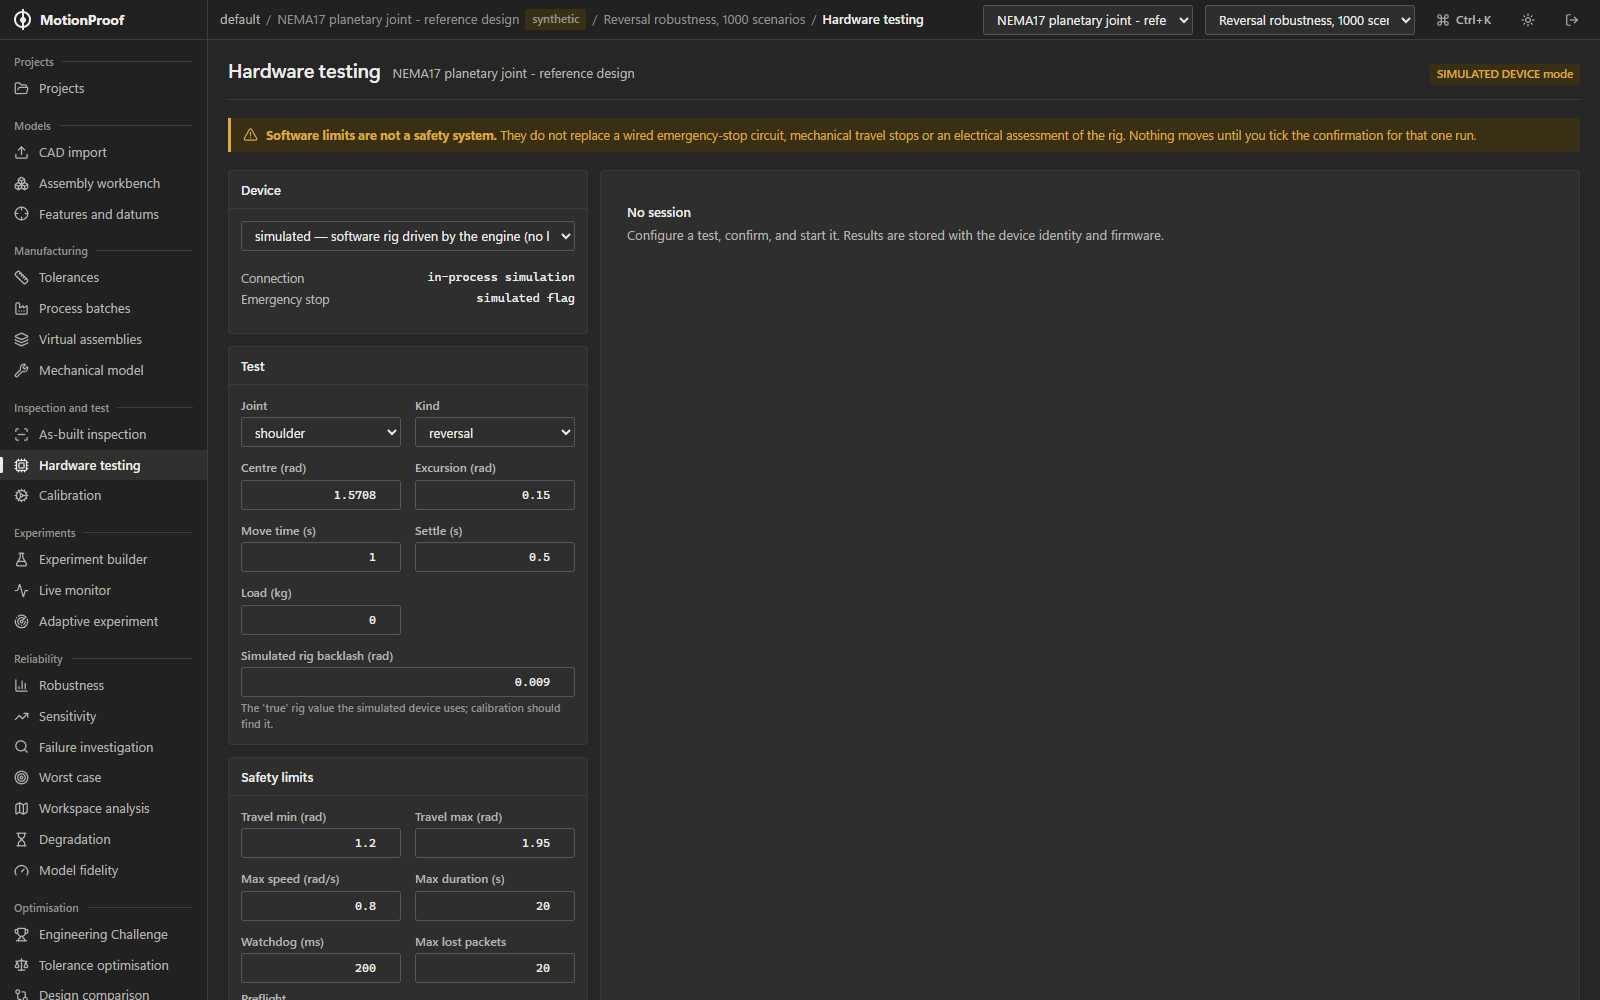 MotionProof
default / NEMA17 planetary joint - reference design synthetic / Reversal robustness, 1000 scenarios / Hardware testing
NEMA17 planetary joint - refe
Reversal robustness, 1000 scer
Ctrl+K
Projects
Projects
Models
CAD import
Assembly workbench
Features and datums
Manufacturing
Tolerances
Process batches
Virtual assemblies
Mechanical model
Inspection and test
As-built inspection
Hardware testing
Calibration
Experiments
Experiment builder
Live monitor
Adaptive experiment
Reliability
Robustness
Sensitivity
Failure investigation
Worst case
Workspace analysis
Degradation
Model fidelity
Optimisation
Engineering Challenge
Tolerance optimisation
Design comparison
Hardware testing NEMA17 planetary joint - reference design
SIMULATED DEVICE mode
Software limits are not a safety system. They do not replace a wired emergency-stop circuit, mechanical travel stops or an electrical assessment of the rig. Nothing moves until you tick the confirmation for that one run.
Device
simulated — software rig driven by the engine (no l
Connection in-process simulation
Emergency stop simulated flag
Test
Joint Kind
shoulder reversal
Centre (rad) Excursion (rad)
1.5708 0.15
Move time (s) Settle (s)
1 0.5
Load (kg)
0
Simulated rig backlash (rad)
0.009
The 'true' rig value the simulated device uses; calibration should
find it.
Safety limits
Travel min (rad) Travel max (rad)
1.2 1.95
Max speed (rad/s) Max duration (s)
0.8 20
Watchdog (ms) Max lost packets
200 20
Preflight
No session
Configure a test, confirm, and start it. Results are stored with the device identity and firmware.